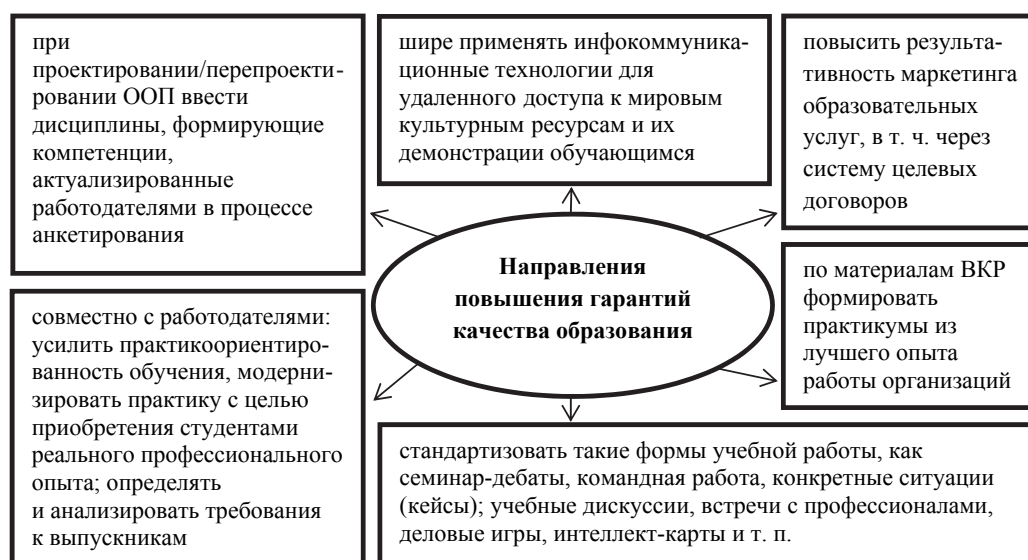 при
проектировании/перепроекти-
ровании ООП ввести
дисциплины, формирующие
компетенции,
актуализированные
работодателями в процессе
анкетирования
шире применять инфокоммуника-
ционные технологии для
удаленного доступа к мировым
культурным ресурсам и их
демонстрации обучающимся
повысить результа-
тивность маркетинга
образовательных
услуг, в т. ч. через
систему целевых
договоров
Направления
повышения гарантий
качества образования
совместно с работодателями:
усилить практикоориентиро-
ванность обучения, модерни-
зировать практику с целью
приобретения студентами
реального профессионального
опыта; определять
и анализировать требования
к выпускникам
по материалам ВКР
формировать
практикумы из
лучшего опыта
работы организаций
стандартизовать такие формы учебной работы, как
семинар-дебаты, командная работа, конкретные ситуации
(кейсы); учебные дискуссии, встречи с профессионалами,
деловые игры, интеллект-карты и т. п.